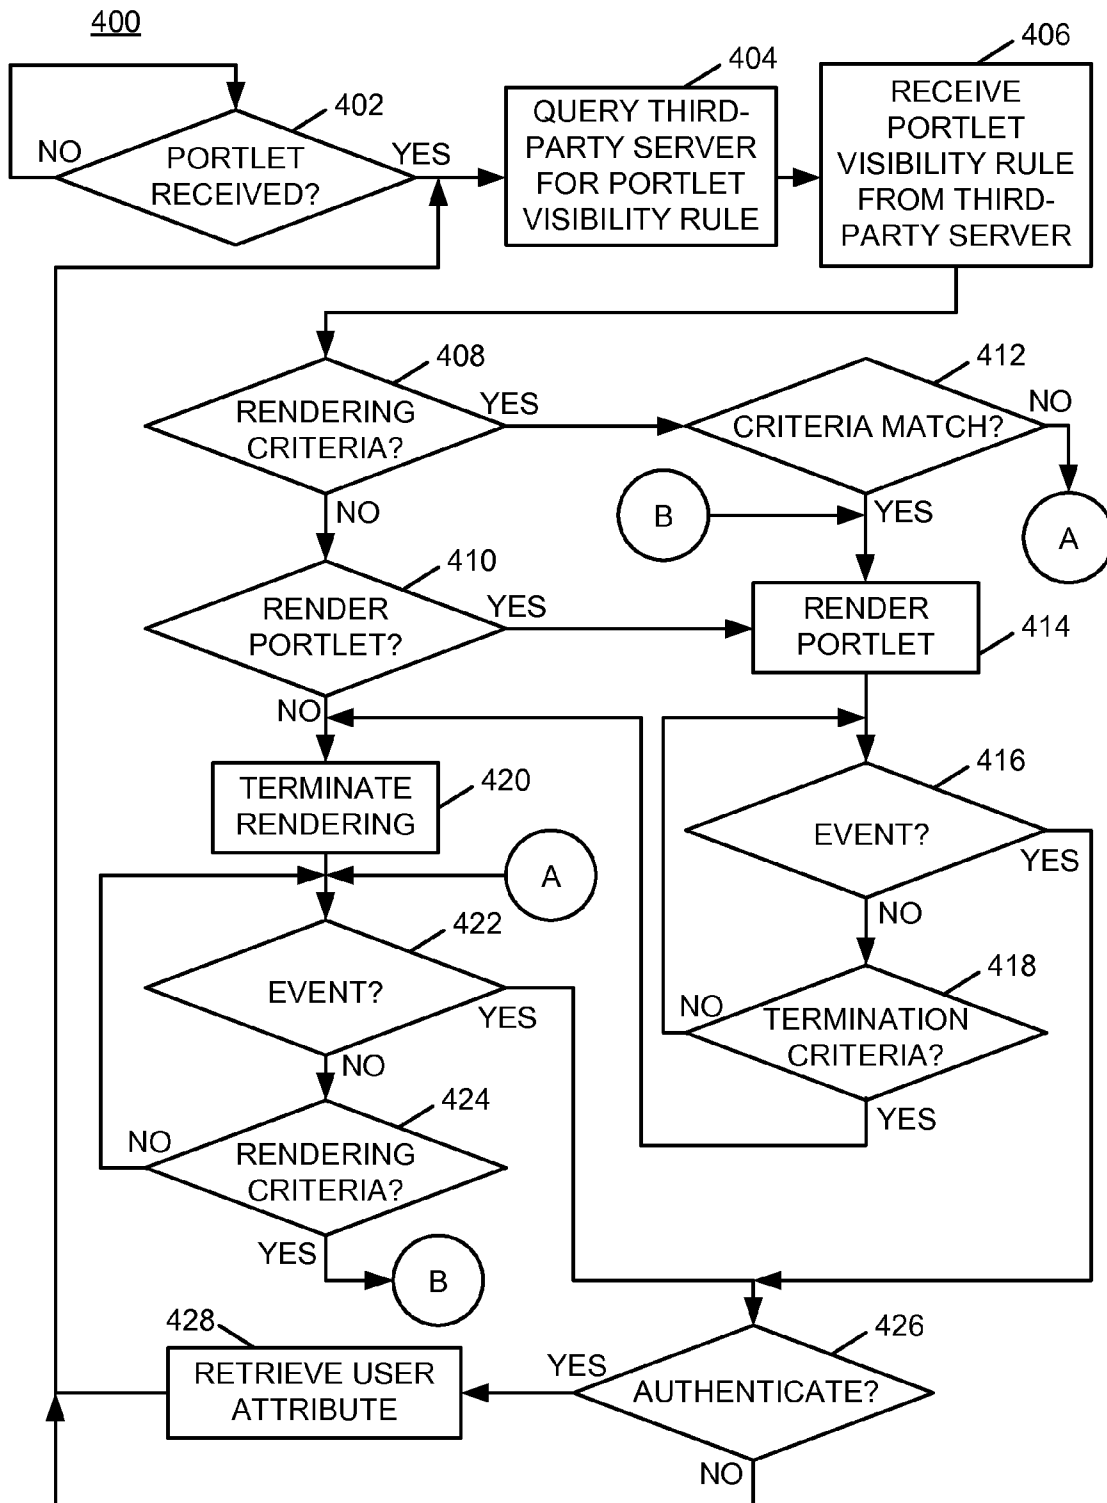 400
402
PORTLET
RECEIVED?
NO
YES
404
QUERY THIRD-
PARTY SERVER
FOR PORTLET
VISIBILITY RULE
406
RECEIVE
PORTLET
VISIBILITY RULE
FROM THIRD-
PARTY SERVER
408
RENDERING
CRITERIA?
YES
NO
412
CRITERIA MATCH?
NO
YES
B
A
410
RENDER
PORTLET?
YES
NO
RENDER
PORTLET
414
TERMINATE
RENDERING
420
A
416
EVENT?
YES
NO
422
EVENT?
YES
NO
418
TERMINATION
CRITERIA?
NO
YES
424
RENDERING
CRITERIA?
NO
YES
B
426
AUTHENTICATE?
YES
NO
428
RETRIEVE USER
ATTRIBUTE